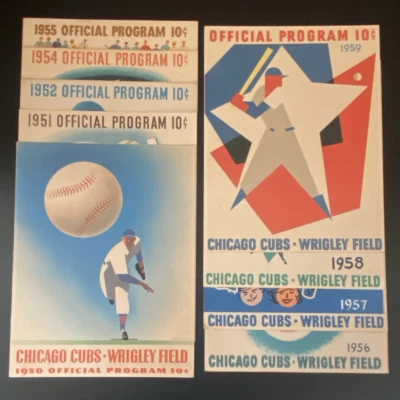 1955 OFFICIAL PROGRAM 10¢
1954 OFFICIAL PROGRAM 10¢
1952 OFFICIAL PROGRAM 10¢
1951 OFFICIAL PROGRAM 10¢
CHICAGO CUBS · WRIGLEY FIELD
1950 OFFICIAL PROGRAM 10¢
OFFICIAL PROGRAM 10¢
1959
CHICAGO CUBS · WRIGLEY FIELD
1958
CHICAGO CUBS · WRIGLEY FIELD
1957
CHICAGO CUBS · WRIGLEY FIELD
1956
CHICAGO CUBS · WRIGLEY FIELD